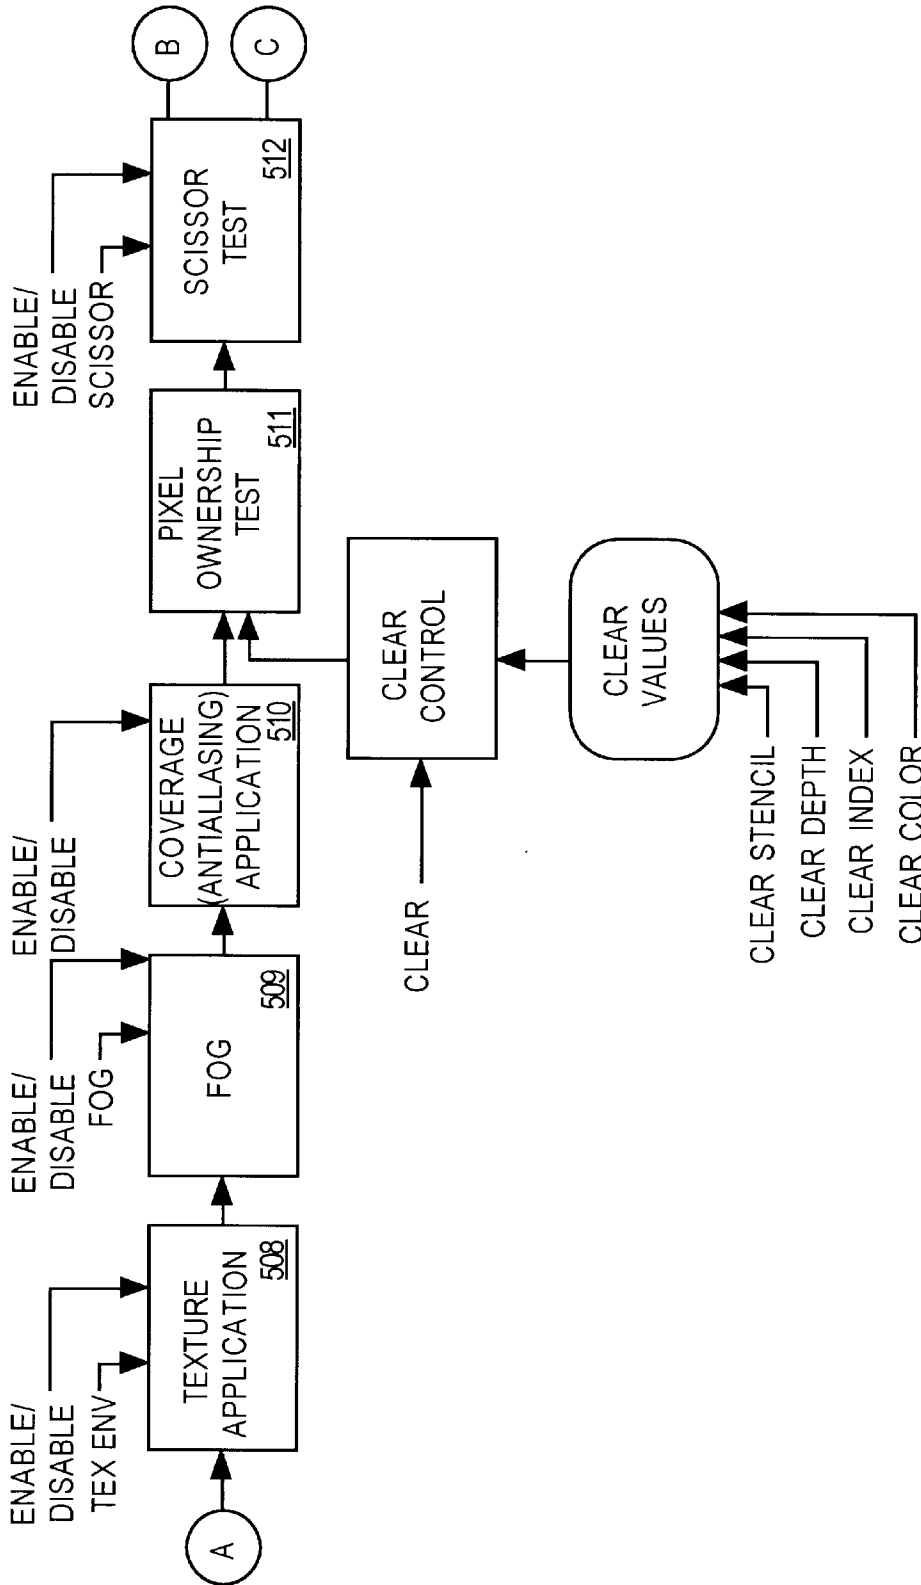 ENABLE/
DISABLE
TEX ENV
ENABLE/
DISABLE
FOG
ENABLE/
DISABLE
ENABLE/
DISABLE
SCISSOR
A
TEXTURE
APPLICATION
508
FOG
509
COVERAGE
(ANTIALLASING)
APPLICATION
510
PIXEL
OWNERSHIP
TEST
511
SCISSOR
TEST
512
B
C
CLEAR
CLEAR
CONTROL
CLEAR
VALUES
CLEAR STENCIL
CLEAR DEPTH
CLEAR INDEX
CLEAR COLOR